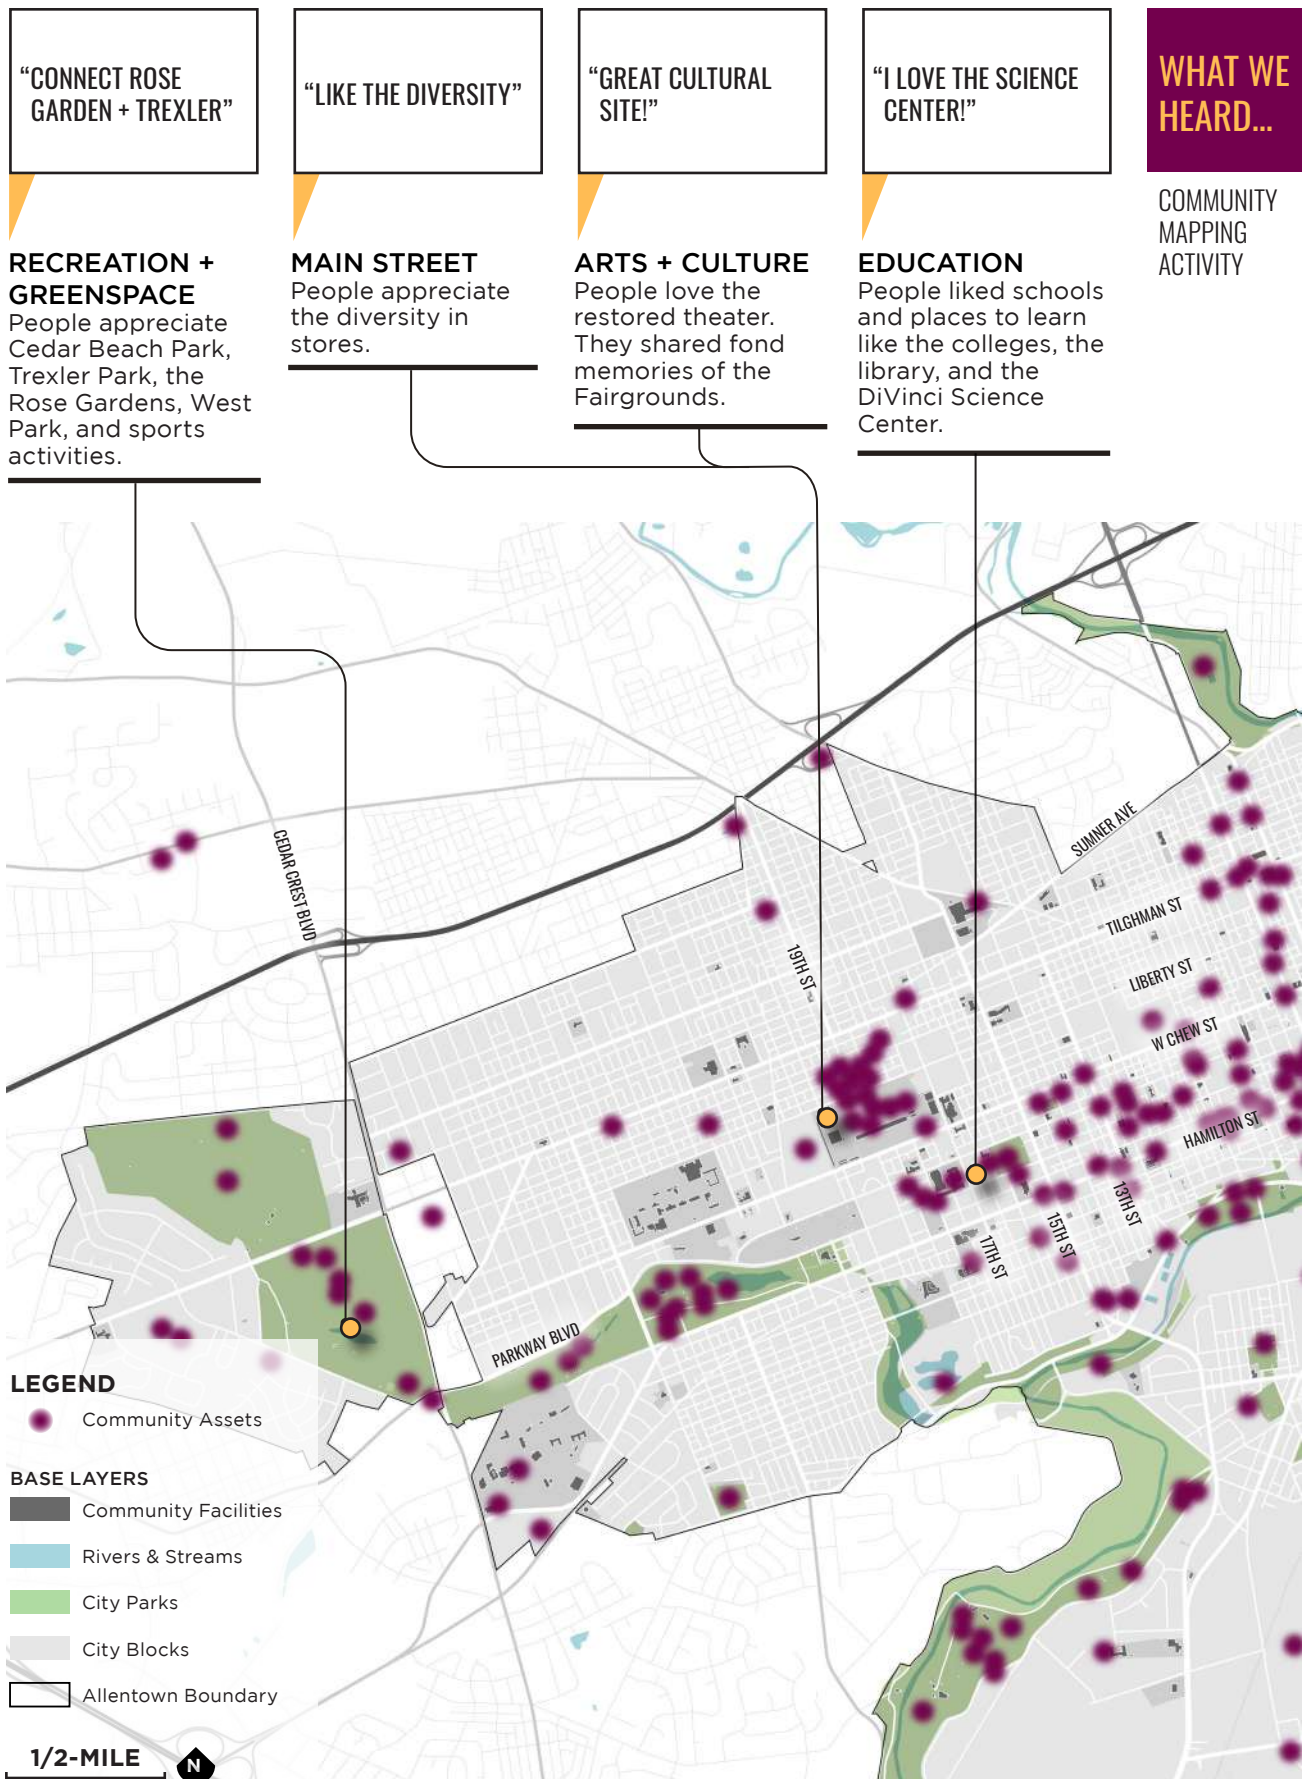 “CONNECT ROSE
GARDEN + TREXLER”
“LIKE THE DIVERSITY”
“GREAT CULTURAL
SITE!”
“I LOVE THE SCIENCE
CENTER!”
WHAT WE
HEARD...
COMMUNITY
MAPPING
ACTIVITY
RECREATION +
GREENSPACE
People appreciate
Cedar Beach Park,
Trexler Park, the
Rose Gardens, West
Park, and sports
activities.
MAIN STREET
People appreciate
the diversity in
stores.
ARTS + CULTURE
People love the
restored theater.
They shared fond
memories of the
Fairgrounds.
EDUCATION
People liked schools
and places to learn
like the colleges, the
library, and the
DiVinci Science
Center.
CEDAR CREST BLVD
SUMNER AVE
TILGHMAN ST
19TH ST
LIBERTY ST
W CHEW ST
HAMILTON ST
13TH ST
15TH ST
17TH ST
PARKWAY BLVD
LEGEND
Community Assets
BASE LAYERS
Community Facilities
Rivers & Streams
City Parks
City Blocks
Allentown Boundary
1/2-MILE
N